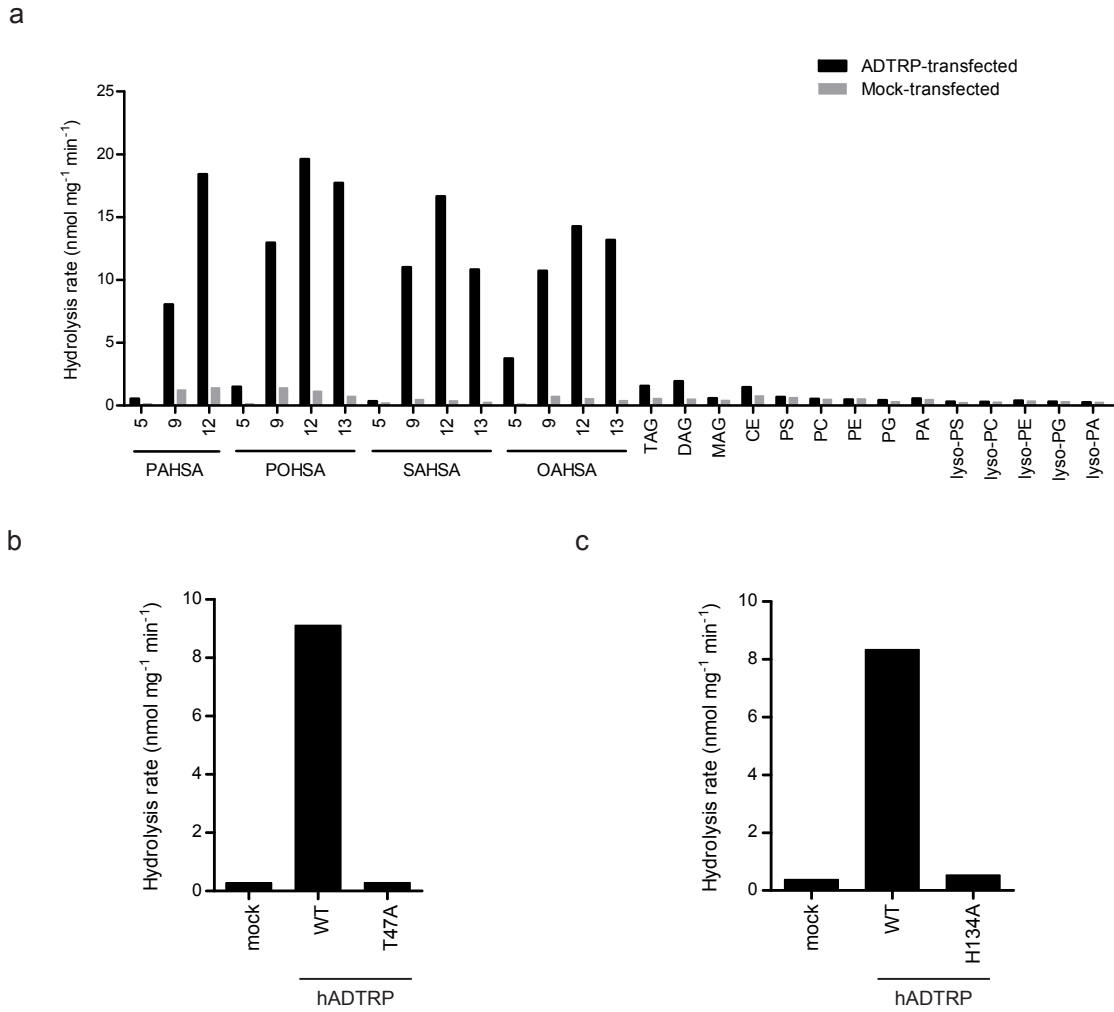 a
ADTRP-transfected
Mock-transfected
Hydrolysis rate (nmol mg⁻¹ min⁻¹)
25
20
15
10
5
0
5 9 12 5 9 12 13 5 9 12 13 5 9 12 13 TAG DAG MAG CE PS PC PE PG PA lyso-PS lyso-PC lyso-PE lyso-PG lyso-PA
PAHSA POHSA SAHSA OAHSA
b
Hydrolysis rate (nmol mg⁻¹ min⁻¹)
10
8
6
4
2
0
mock WT T47A
hADTRP
c
Hydrolysis rate (nmol mg⁻¹ min⁻¹)
10
8
6
4
2
0
mock WT H134A
hADTRP